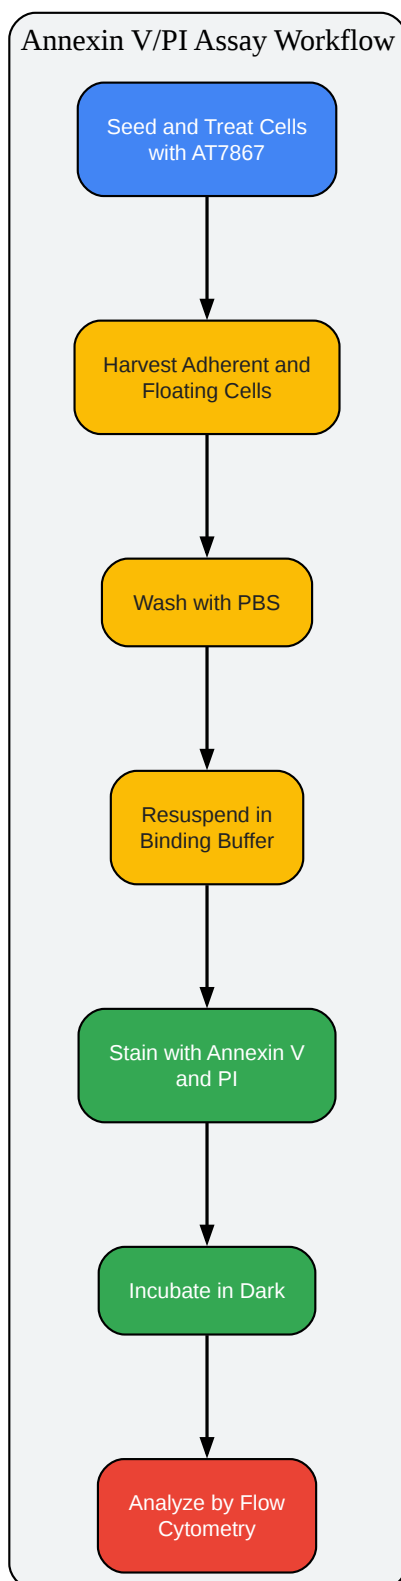 Annexin V/PI Assay Workflow
Seed and Treat Cells
with AT7867
Harvest Adherent and
Floating Cells
Wash with PBS
Resuspend in
Binding Buffer
Stain with Annexin V
and PI
Incubate in Dark
Analyze by Flow
Cytometry